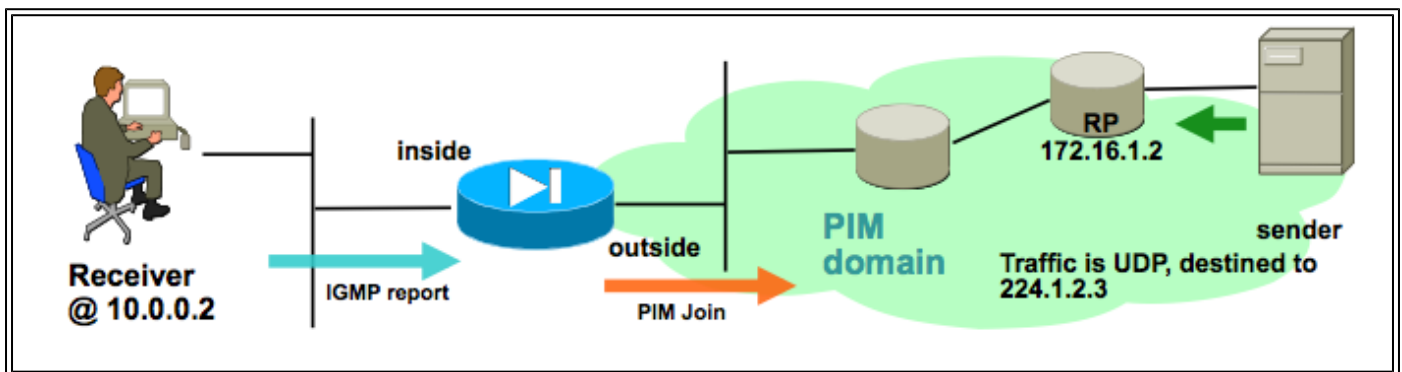 Receiver
@ 10.0.0.2
inside
IGMP report
outside
PIM Join
PIM
domain
RP
172.16.1.2
sender
Traffic is UDP, destined to
224.1.2.3